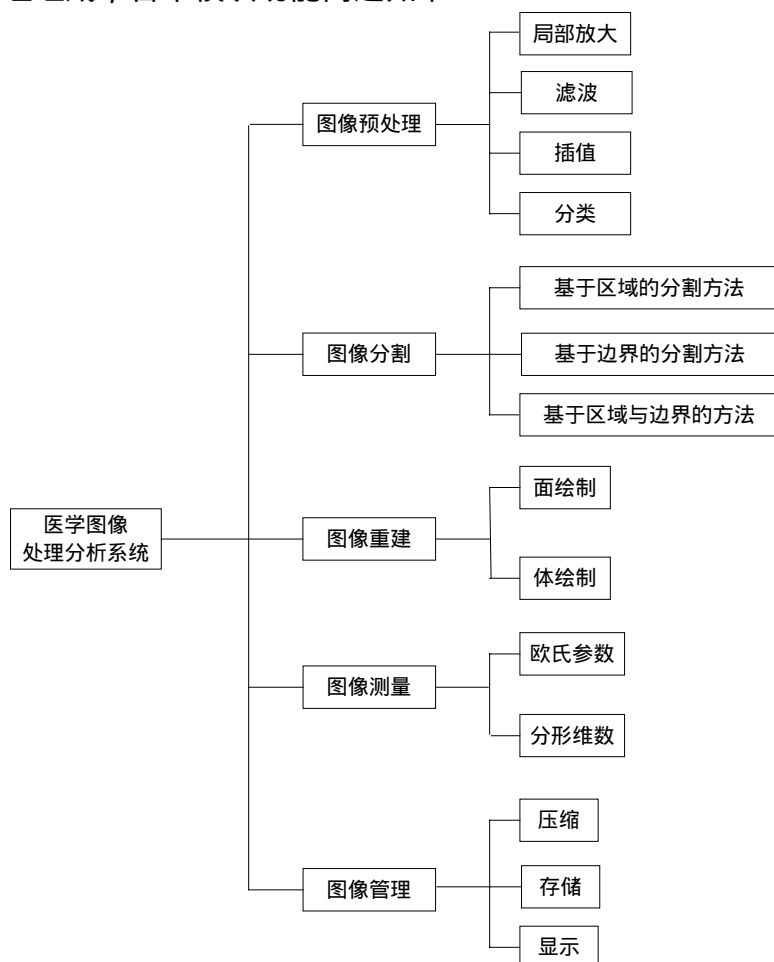 局部放大
滤波
图像预处理
插值
分类
基于区域的分割方法
图像分割
基于边界的分割方法
基于区域与边界的方法
医学图像
处理分析系统
面绘制
图像重建
体绘制
欧氏参数
图像测量
分形维数
压缩
图像管理
存储
显示